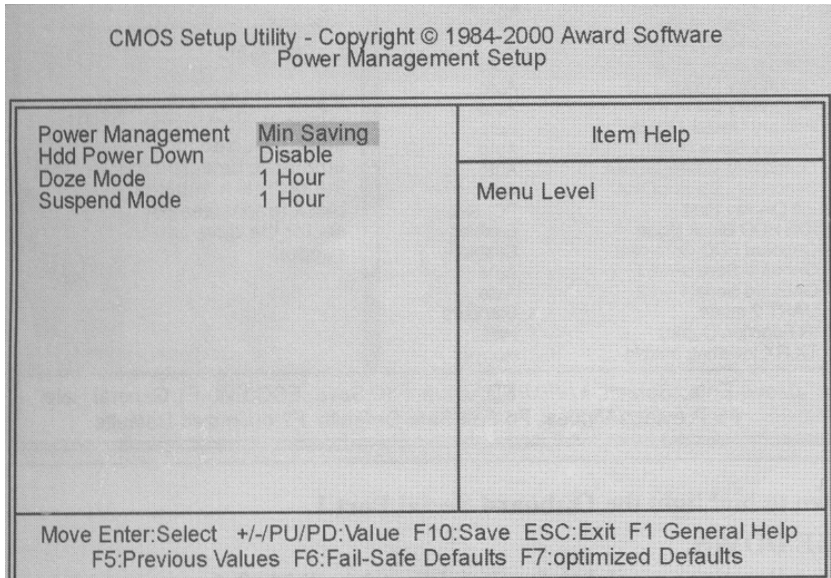 CMOS Setup Utility - Copyright © 1984-2000 Award Software
Power Management Setup
Power Management Min Saving
Hdd Power Down Disable
Doze Mode 1 Hour
Suspend Mode 1 Hour
Item Help
Menu Level
Move Enter:Select +/-/PU/PD:Value F10:Save ESC:Exit F1 General Help
F5:Previous Values F6:Fail-Safe Defaults F7:optimized Defaults